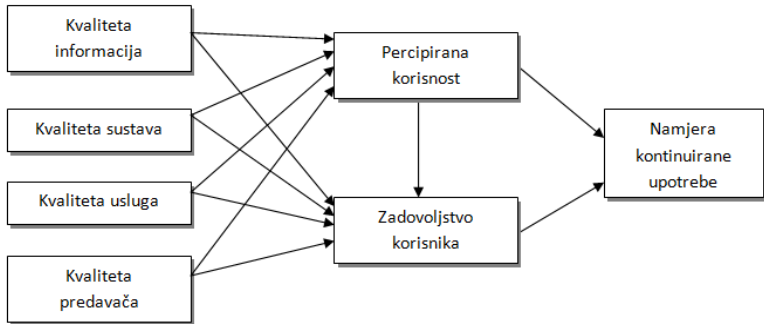 Kvaliteta
informacija
Kvaliteta sustava
Kvaliteta usluga
Kvaliteta
predavača
Percipirana
korisnost
Zadovoljstvo
korisnika
Namjera
kontinuirane
upotrebe